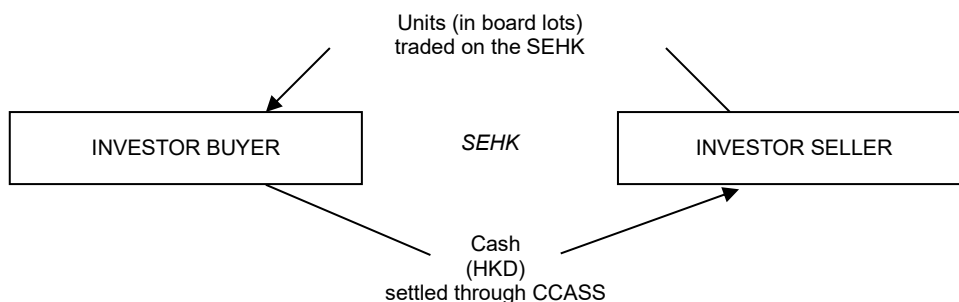 Units (in board lots)
traded on the SEHK
INVESTOR BUYER
SEHK
INVESTOR SELLER
Cash
(HKD)
settled through CCASS